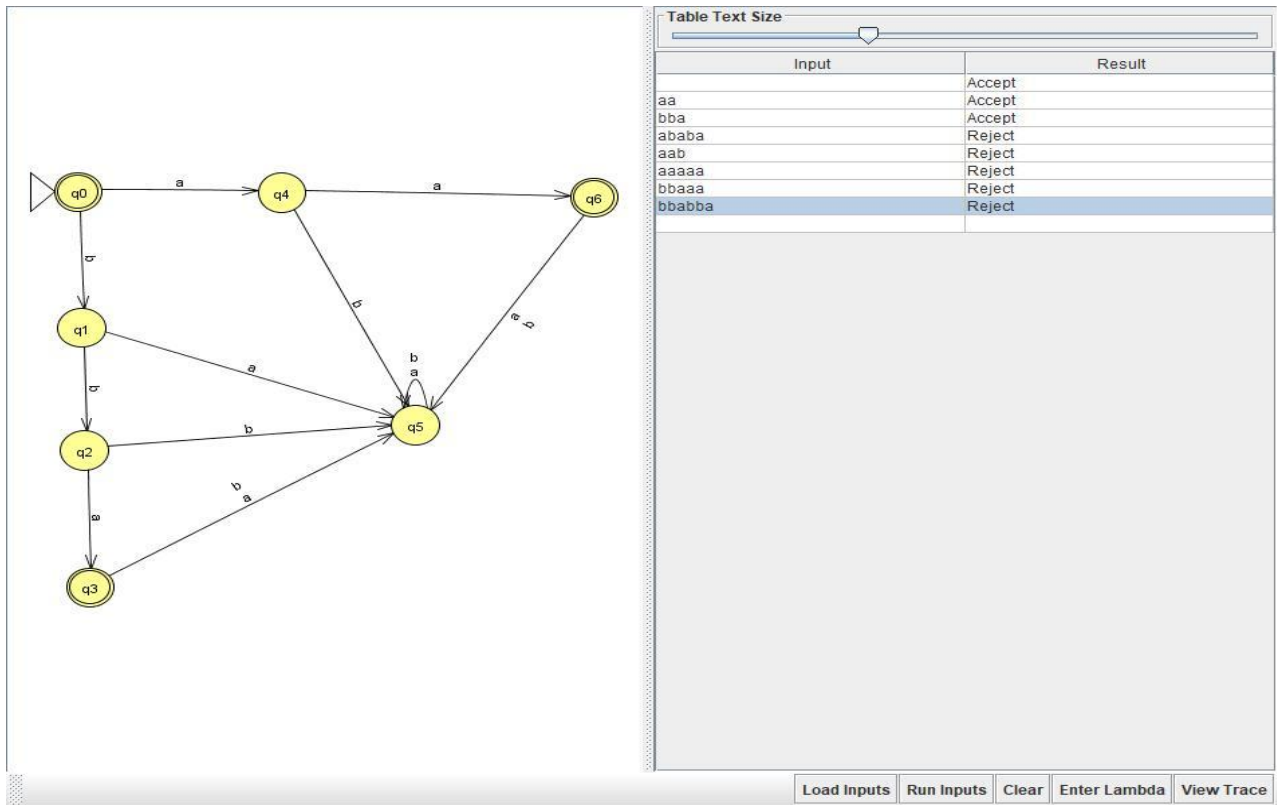 Table Text Size
Input Result
Accept
aa Accept
bba Accept
ababa Reject
aab Reject
aaaaa Reject
bbaaa Reject
bbabba Reject
q0
a
q4
a
q6
b
b
a
b
q1
a
b
a
b
q2
b
q5
b
a
a
q3
Load Inputs Run Inputs Clear Enter Lambda View Trace